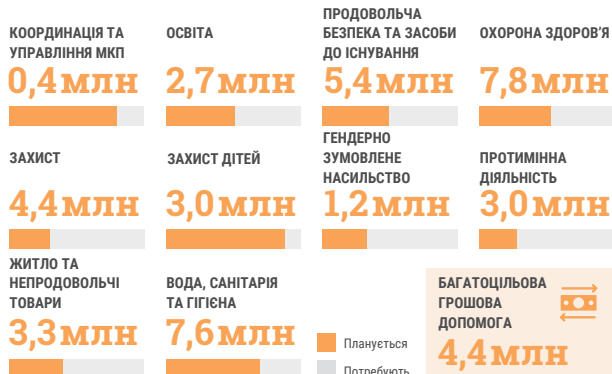 КООРДИНАЦІЯ ТА
УПРАВЛІННЯ МКП
0,4 млн
ОСВІТА
2,7 млн
ПРОДОВОЛЬЧА
БЕЗПЕКА ТА ЗАСОБИ
ДО ІСНУВАННЯ
5,4 млн
ОХОРОНА ЗДОРОВ'Я
7,8 млн
ЗАХИСТ
4,4 млн
ЗАХИСТ ДІТЕЙ
3,0 млн
ГЕНДЕРНО
ЗУМОВЛЕНЕ
НАСИЛЬСТВО
1,2 млн
ПРОТИМІННА
ДІЯЛЬНІСТЬ
3,0 млн
ЖИТЛО ТА
НЕПРОДОВОЛЬЧІ
ТОВАРИ
3,3 млн
ВОДА, САНІТАРІЯ
ТА ГІГІЄНА
7,6 млн
Планується
Потребують
БАГАТОЦІЛЬОВА
ГРОШОВА
ДОПОМОГА
4,4 млн